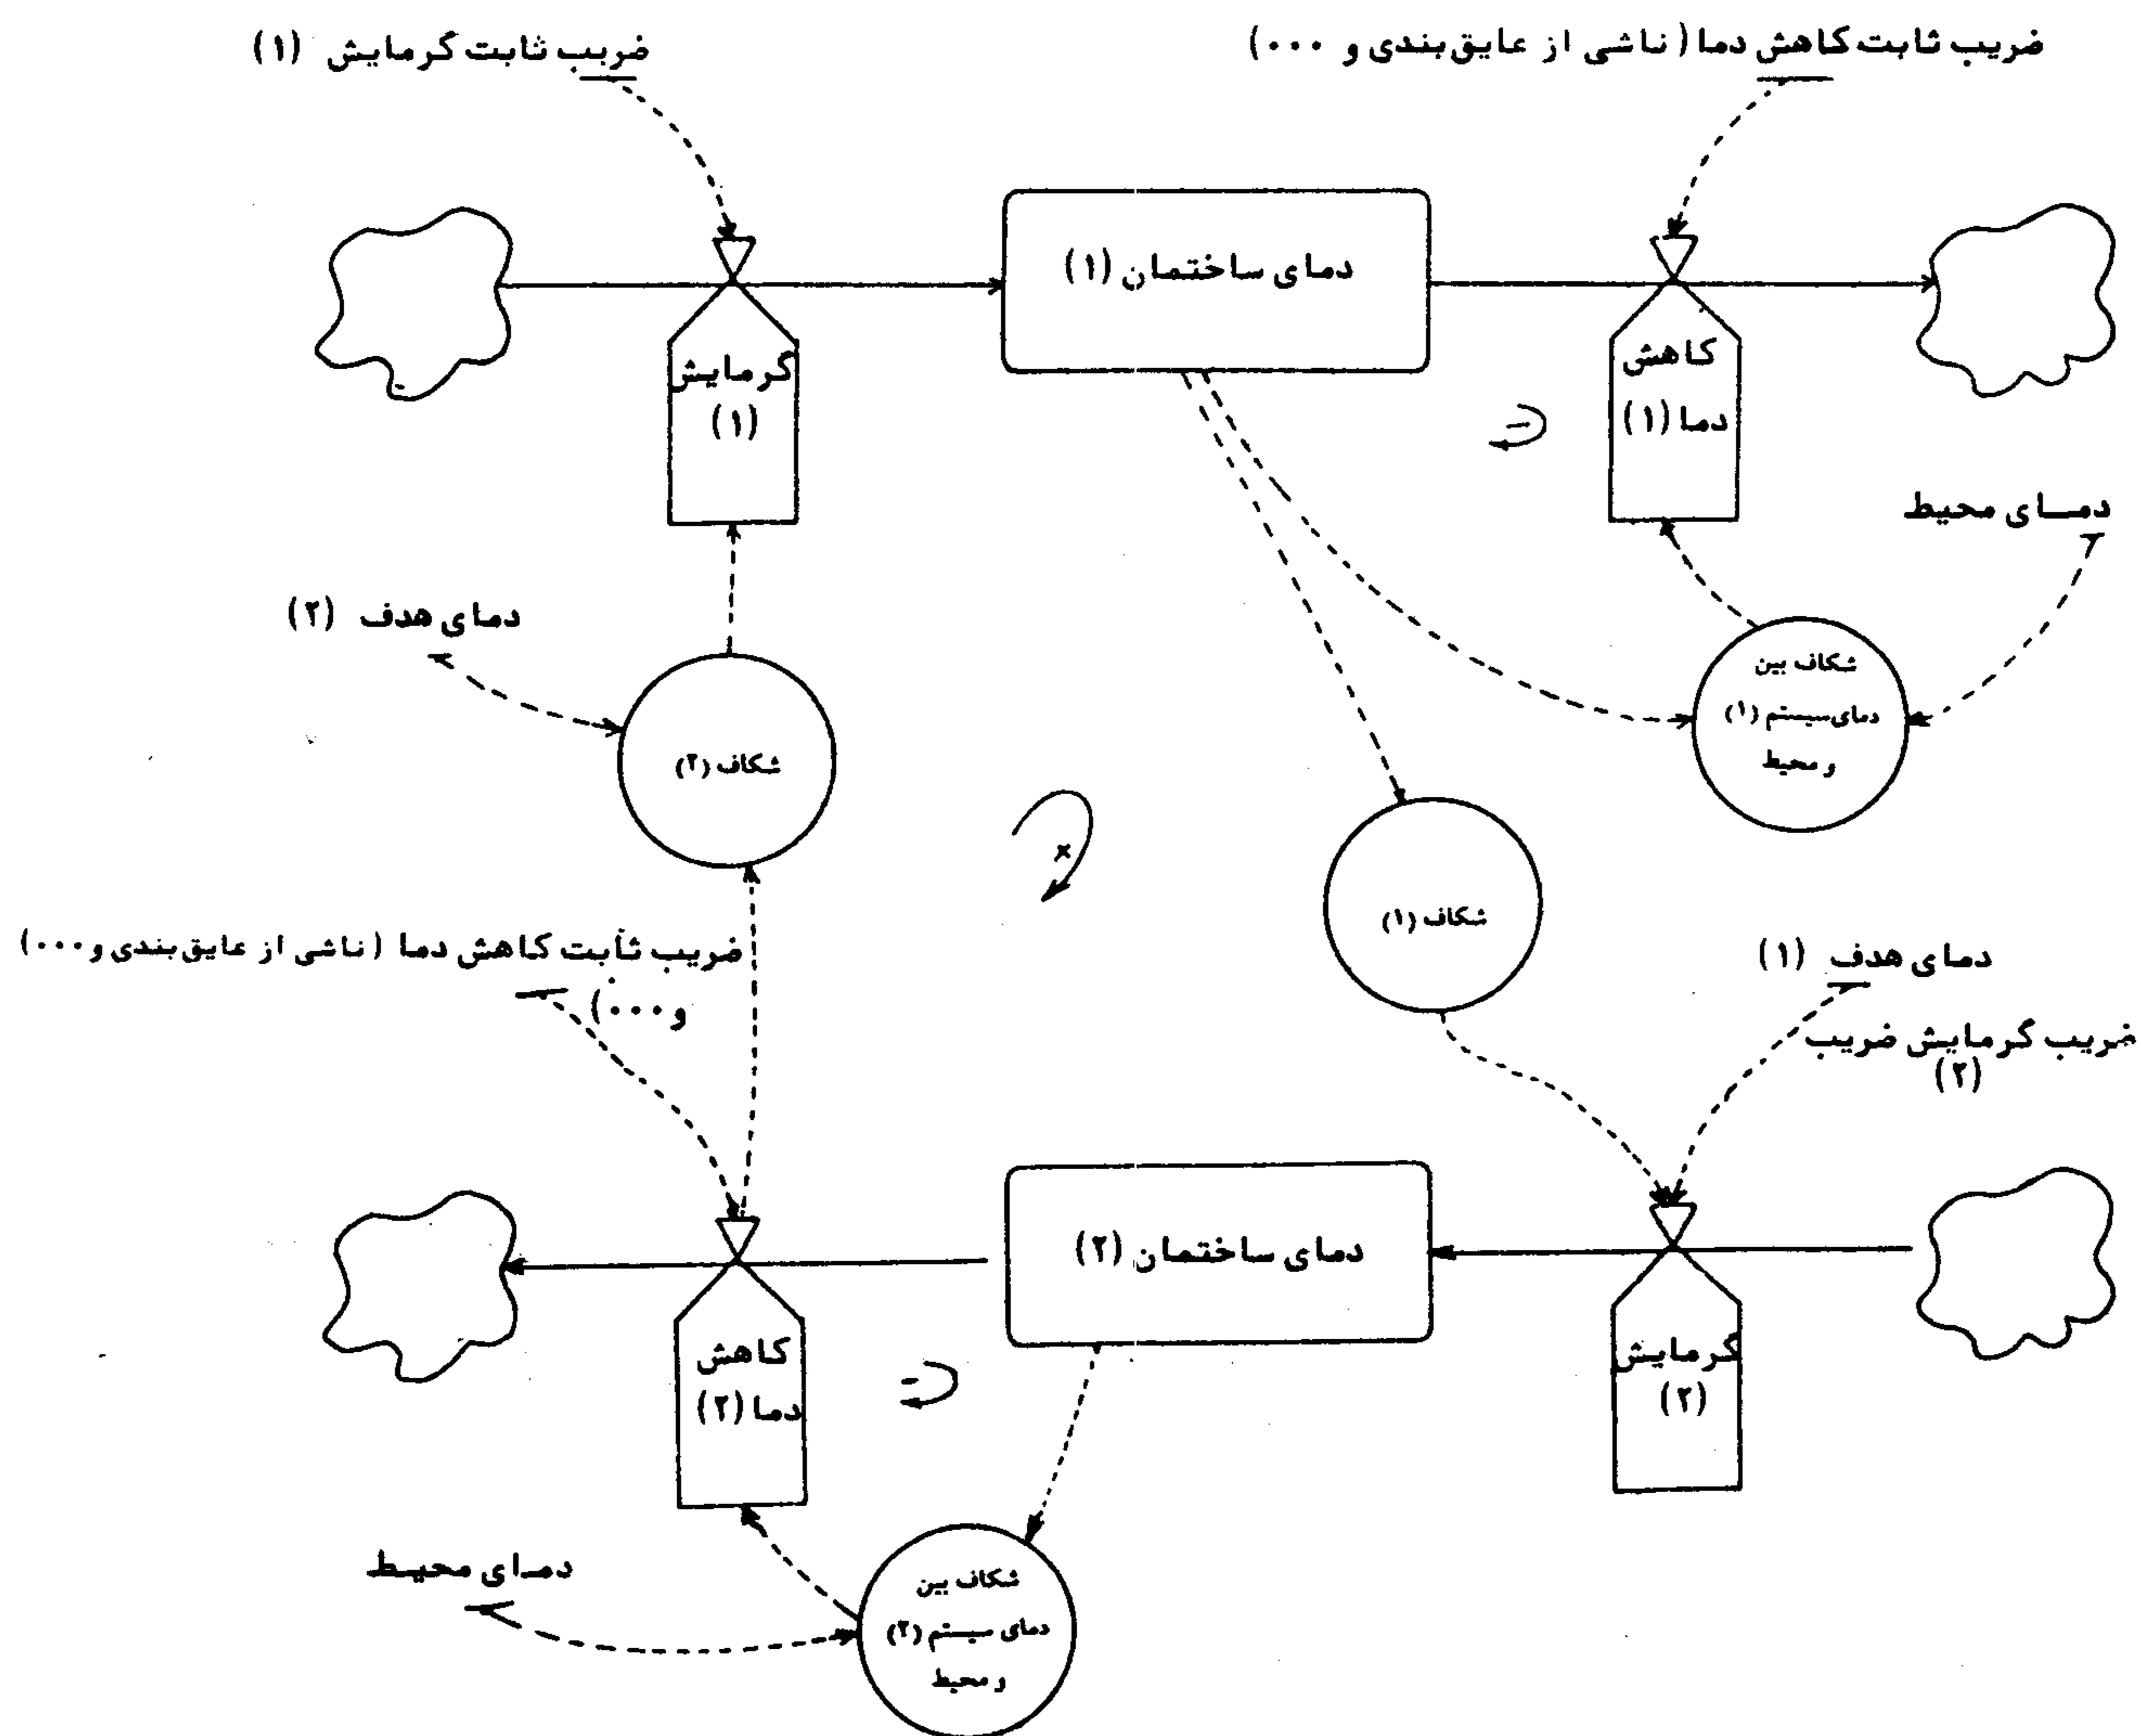 ضریب ثابت کاهش دما (ناشی از عایق‌بندی و ۰۰۰)
ضریب ثابت گرمایش (۱)
دمای ساختمان (۱)
گرمایش
(۱)
کاهش
دما (۱)
دمای محیط
شکاف بین
دمای سیستم (۱)
و محیط
دمای هدف (۲)
شکاف (۲)
شکاف (۱)
ضریب ثابت کاهش دما (ناشی از عایق‌بندی و ۰۰۰)
و ۰۰۰)
دمای هدف (۱)
ضریب گرمایش ضریب
(۲)
دمای ساختمان (۲)
گرمایش
(۲)
کاهش
دما (۲)
دمای محیط
شکاف بین
دمای سیستم (۲)
و محیط